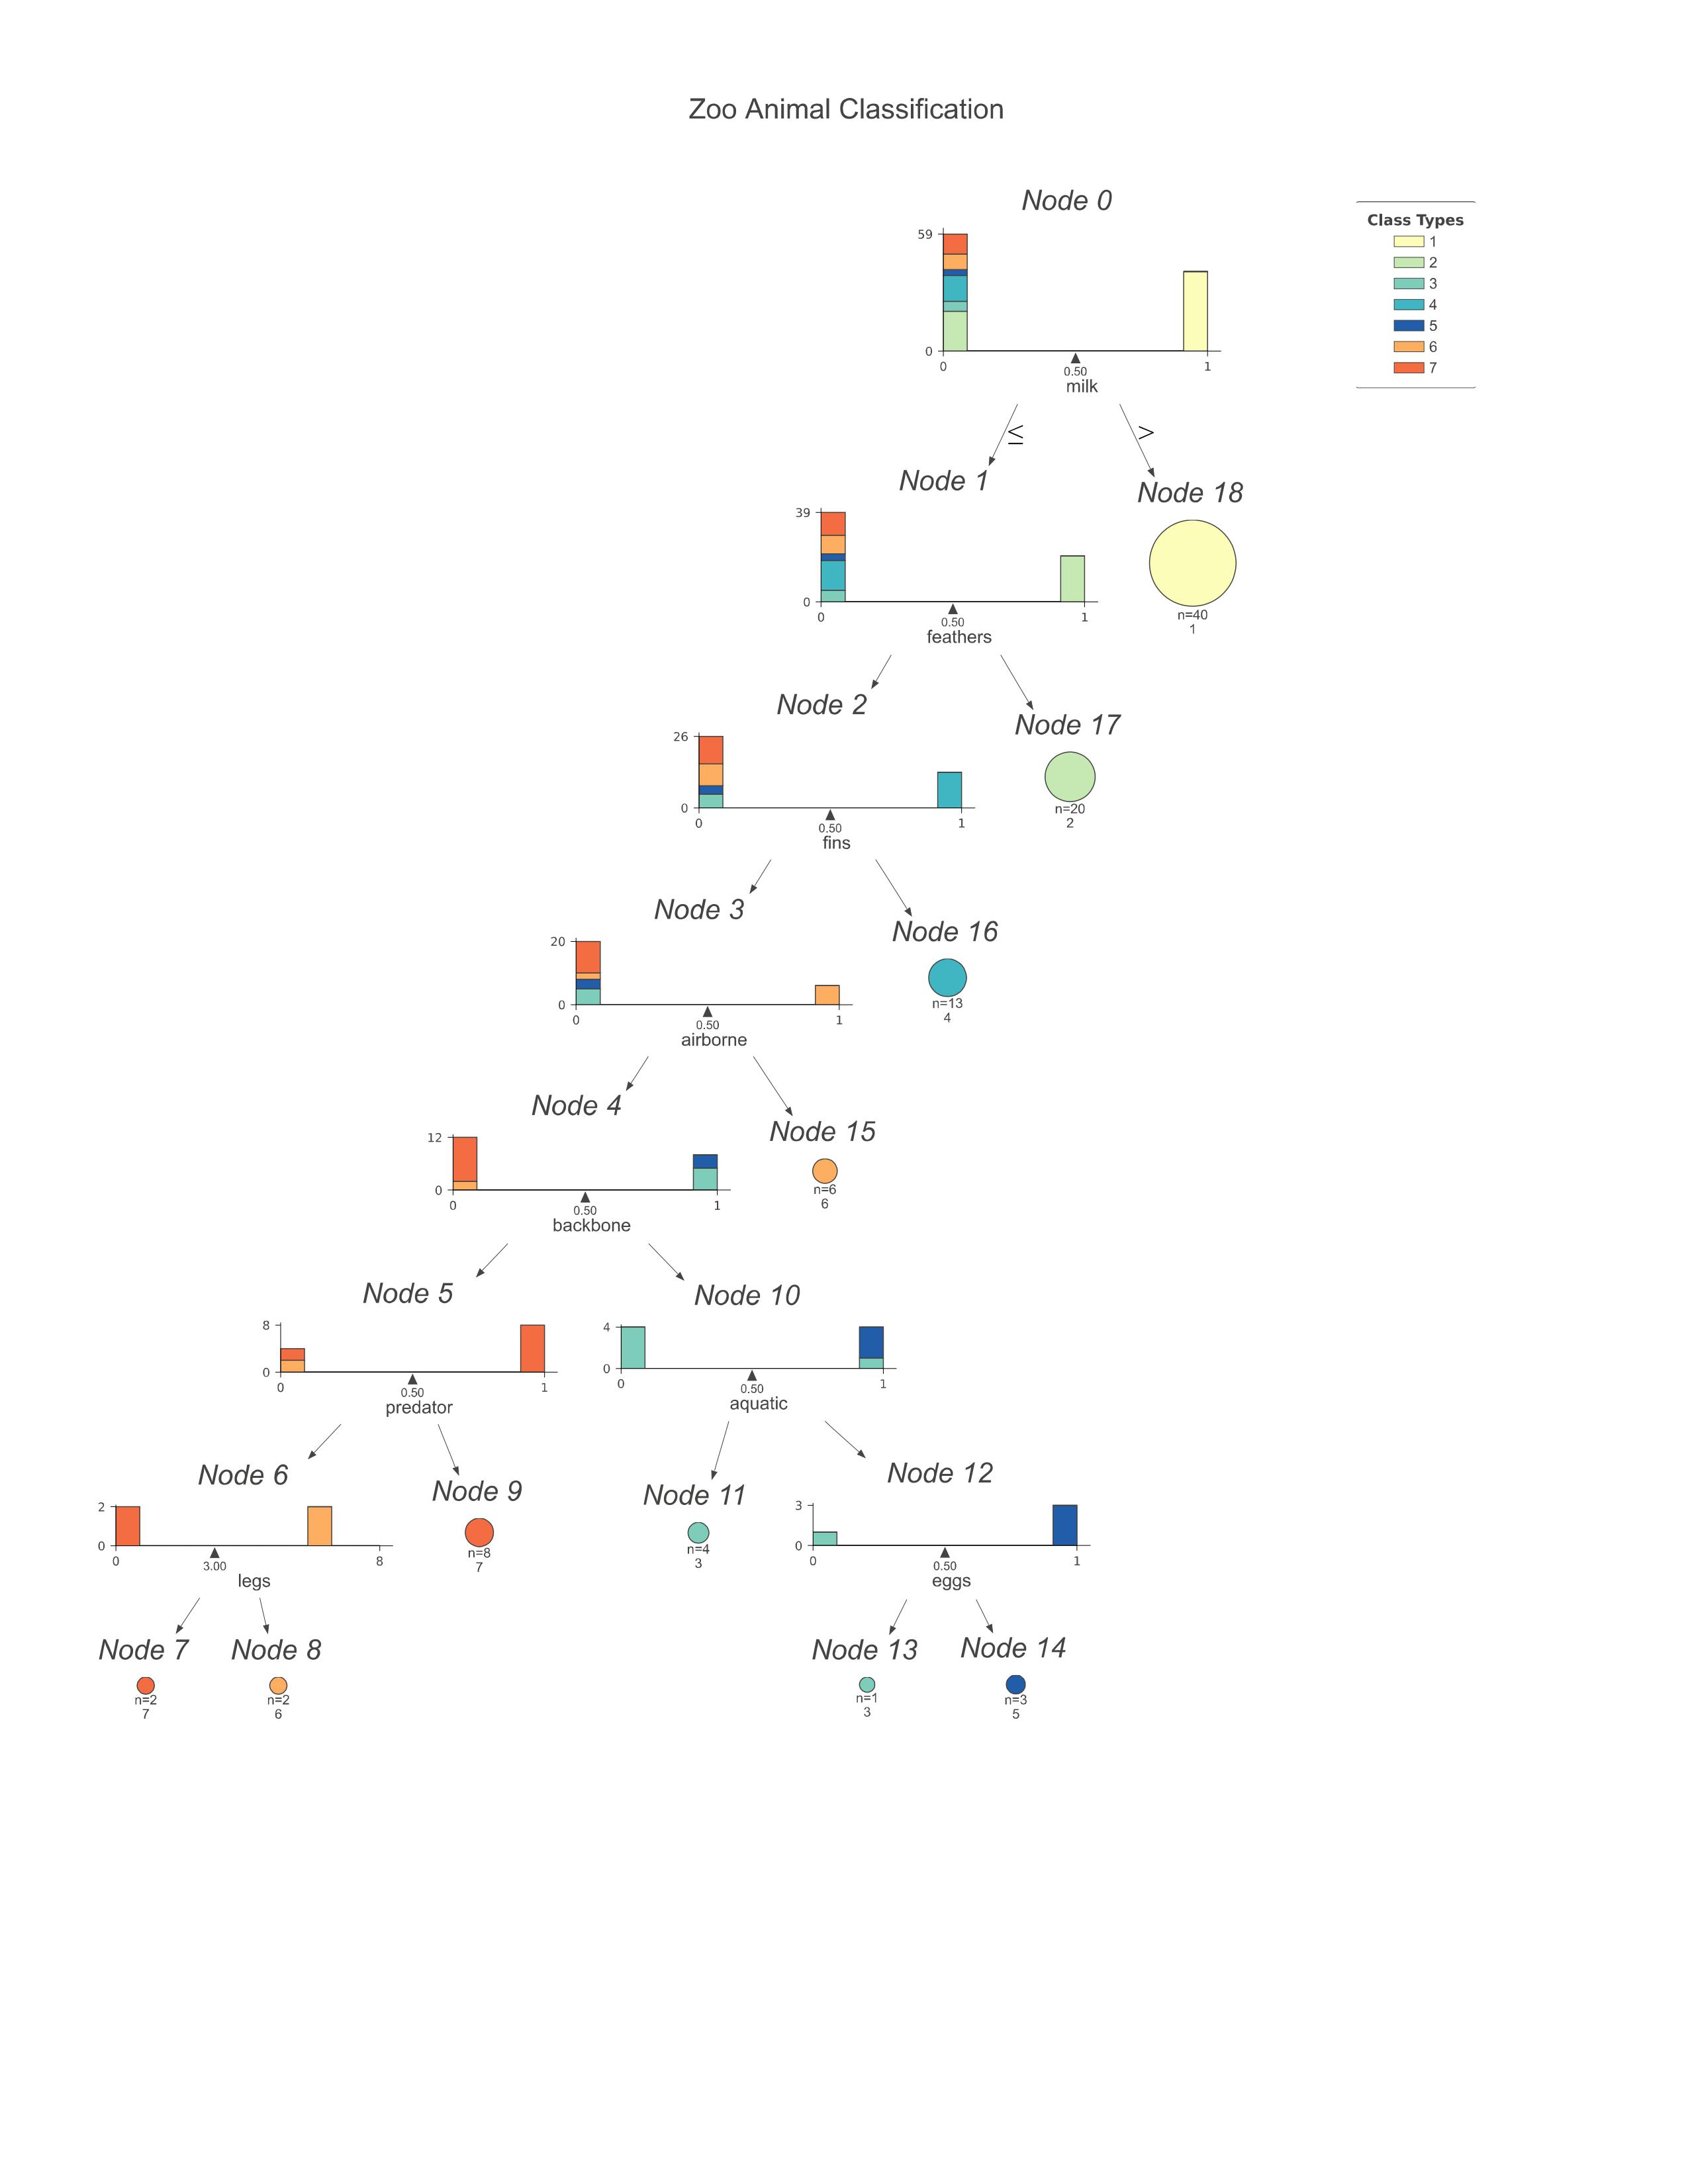 Zoo Animal Classification
Node 0
59
0
0
1
0.50
milk
Class Types
1
2
3
4
5
6
7
≤
>
Node 1
39
0
0
1
0.50
feathers
Node 18
n=40
1
Node 2
26
0
0
1
0.50
fins
Node 17
n=20
2
Node 3
20
0
0
1
0.50
airborne
Node 16
n=13
4
Node 4
12
0
0
1
0.50
backbone
Node 15
n=6
6
Node 5
8
0
0
1
0.50
predator
Node 10
4
0
0
1
0.50
aquatic
Node 6
2
0
0
8
3.00
legs
Node 9
n=8
7
Node 11
n=4
3
Node 12
3
0
0
1
0.50
eggs
Node 7
n=2
7
Node 8
n=2
6
Node 13
n=1
3
Node 14
n=3
5